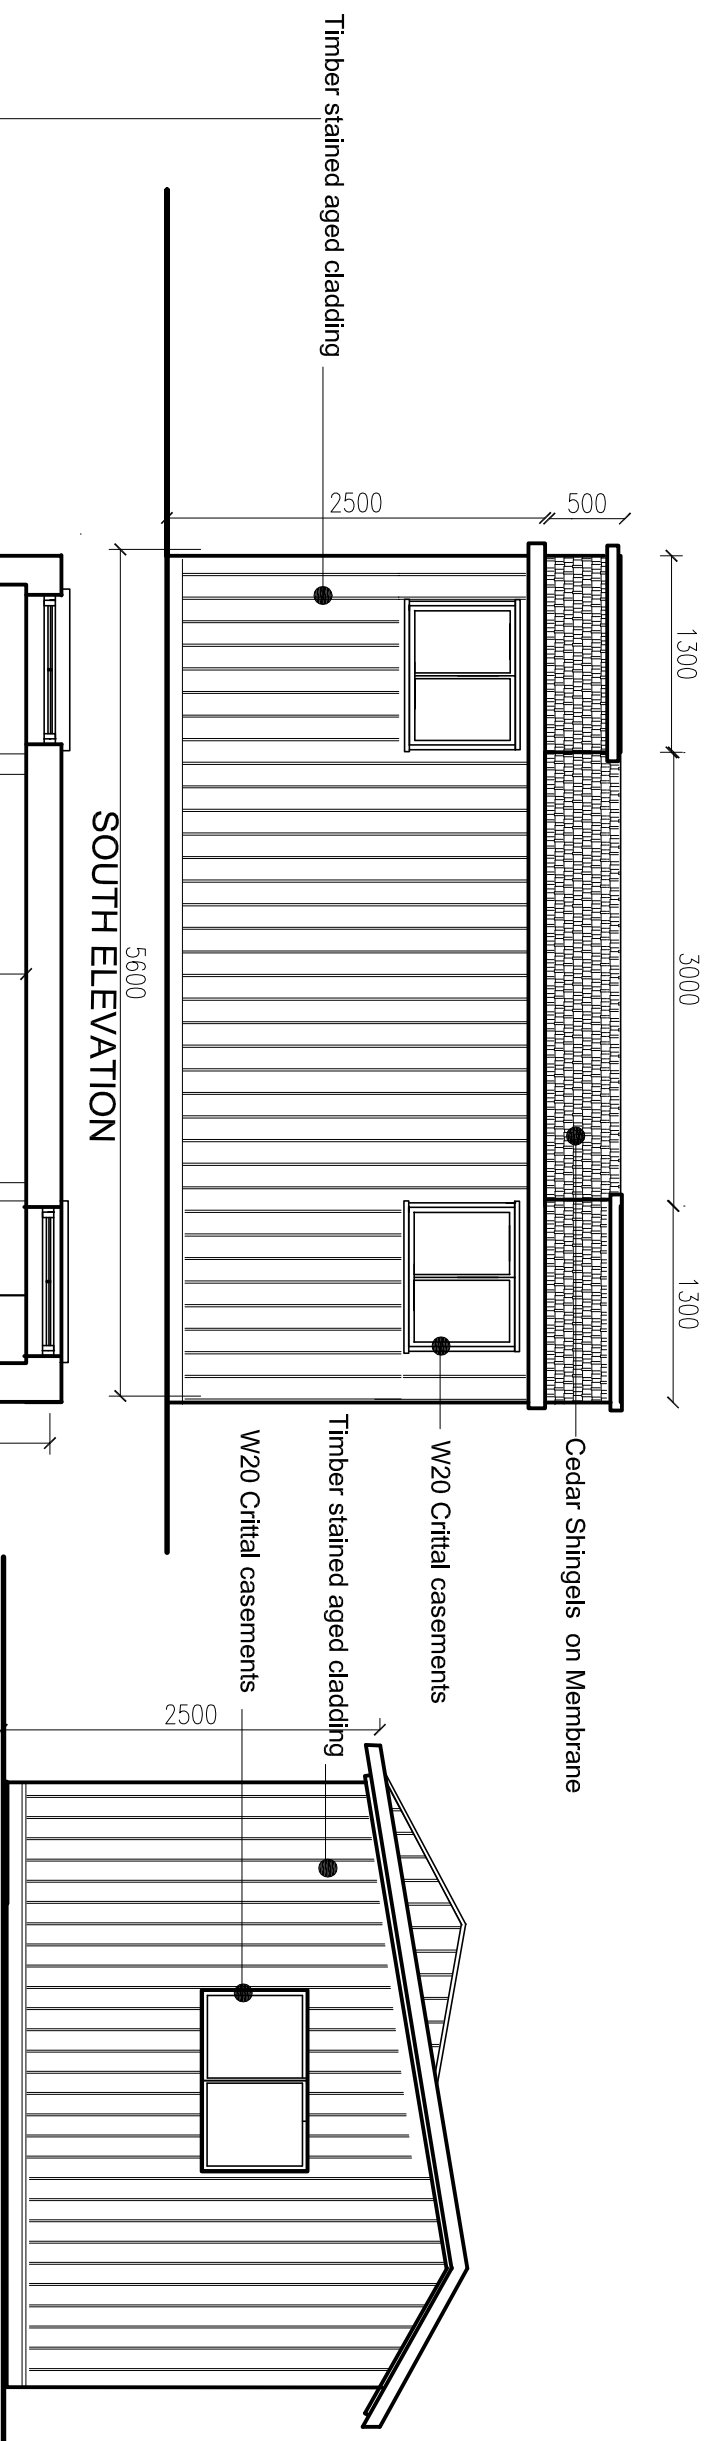 1300
3000
1300
500
2500
Timber stained aged cladding
Cedar Shingels on Membrane
W20 Crittal casements
Timber stained aged cladding
W20 Crittal casements
5600
SOUTH ELEVATION
2500